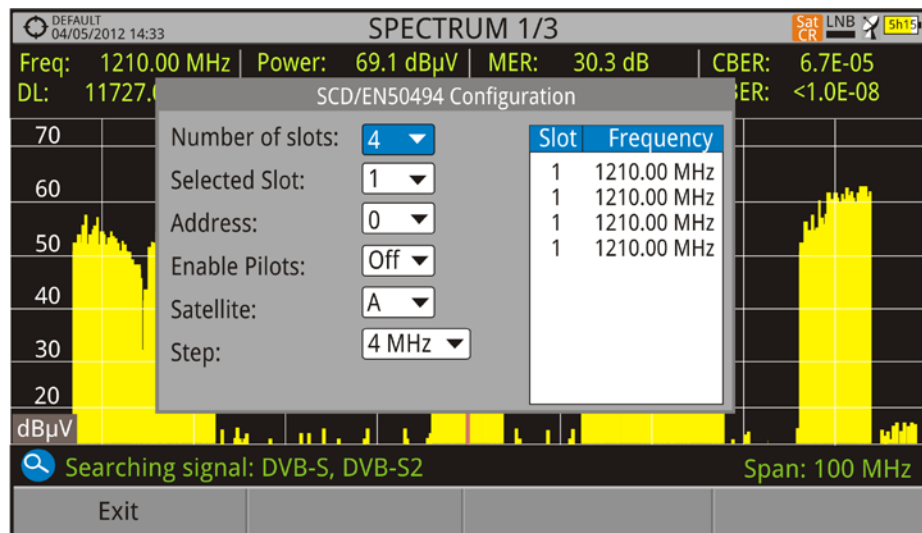 DEFAULT
04/05/2012 14:33
SPECTRUM 1/3
Sat CR
LNB
5h15
Freq: 1210.00 MHz Power: 69.1 dBµV MER: 30.3 dB CBER: 6.7E-05
DL: 11727.0 BER: <1.0E-08
SCD/EN50494 Configuration
Number of slots: 4
Selected Slot: 1
Address: 0
Enable Pilots: Off
Satellite: A
Step: 4 MHz
Slot Frequency
1 1210.00 MHz
1 1210.00 MHz
1 1210.00 MHz
1 1210.00 MHz
70
60
50
40
30
20
dBµV
Searching signal: DVB-S, DVB-S2 Span: 100 MHz
Exit